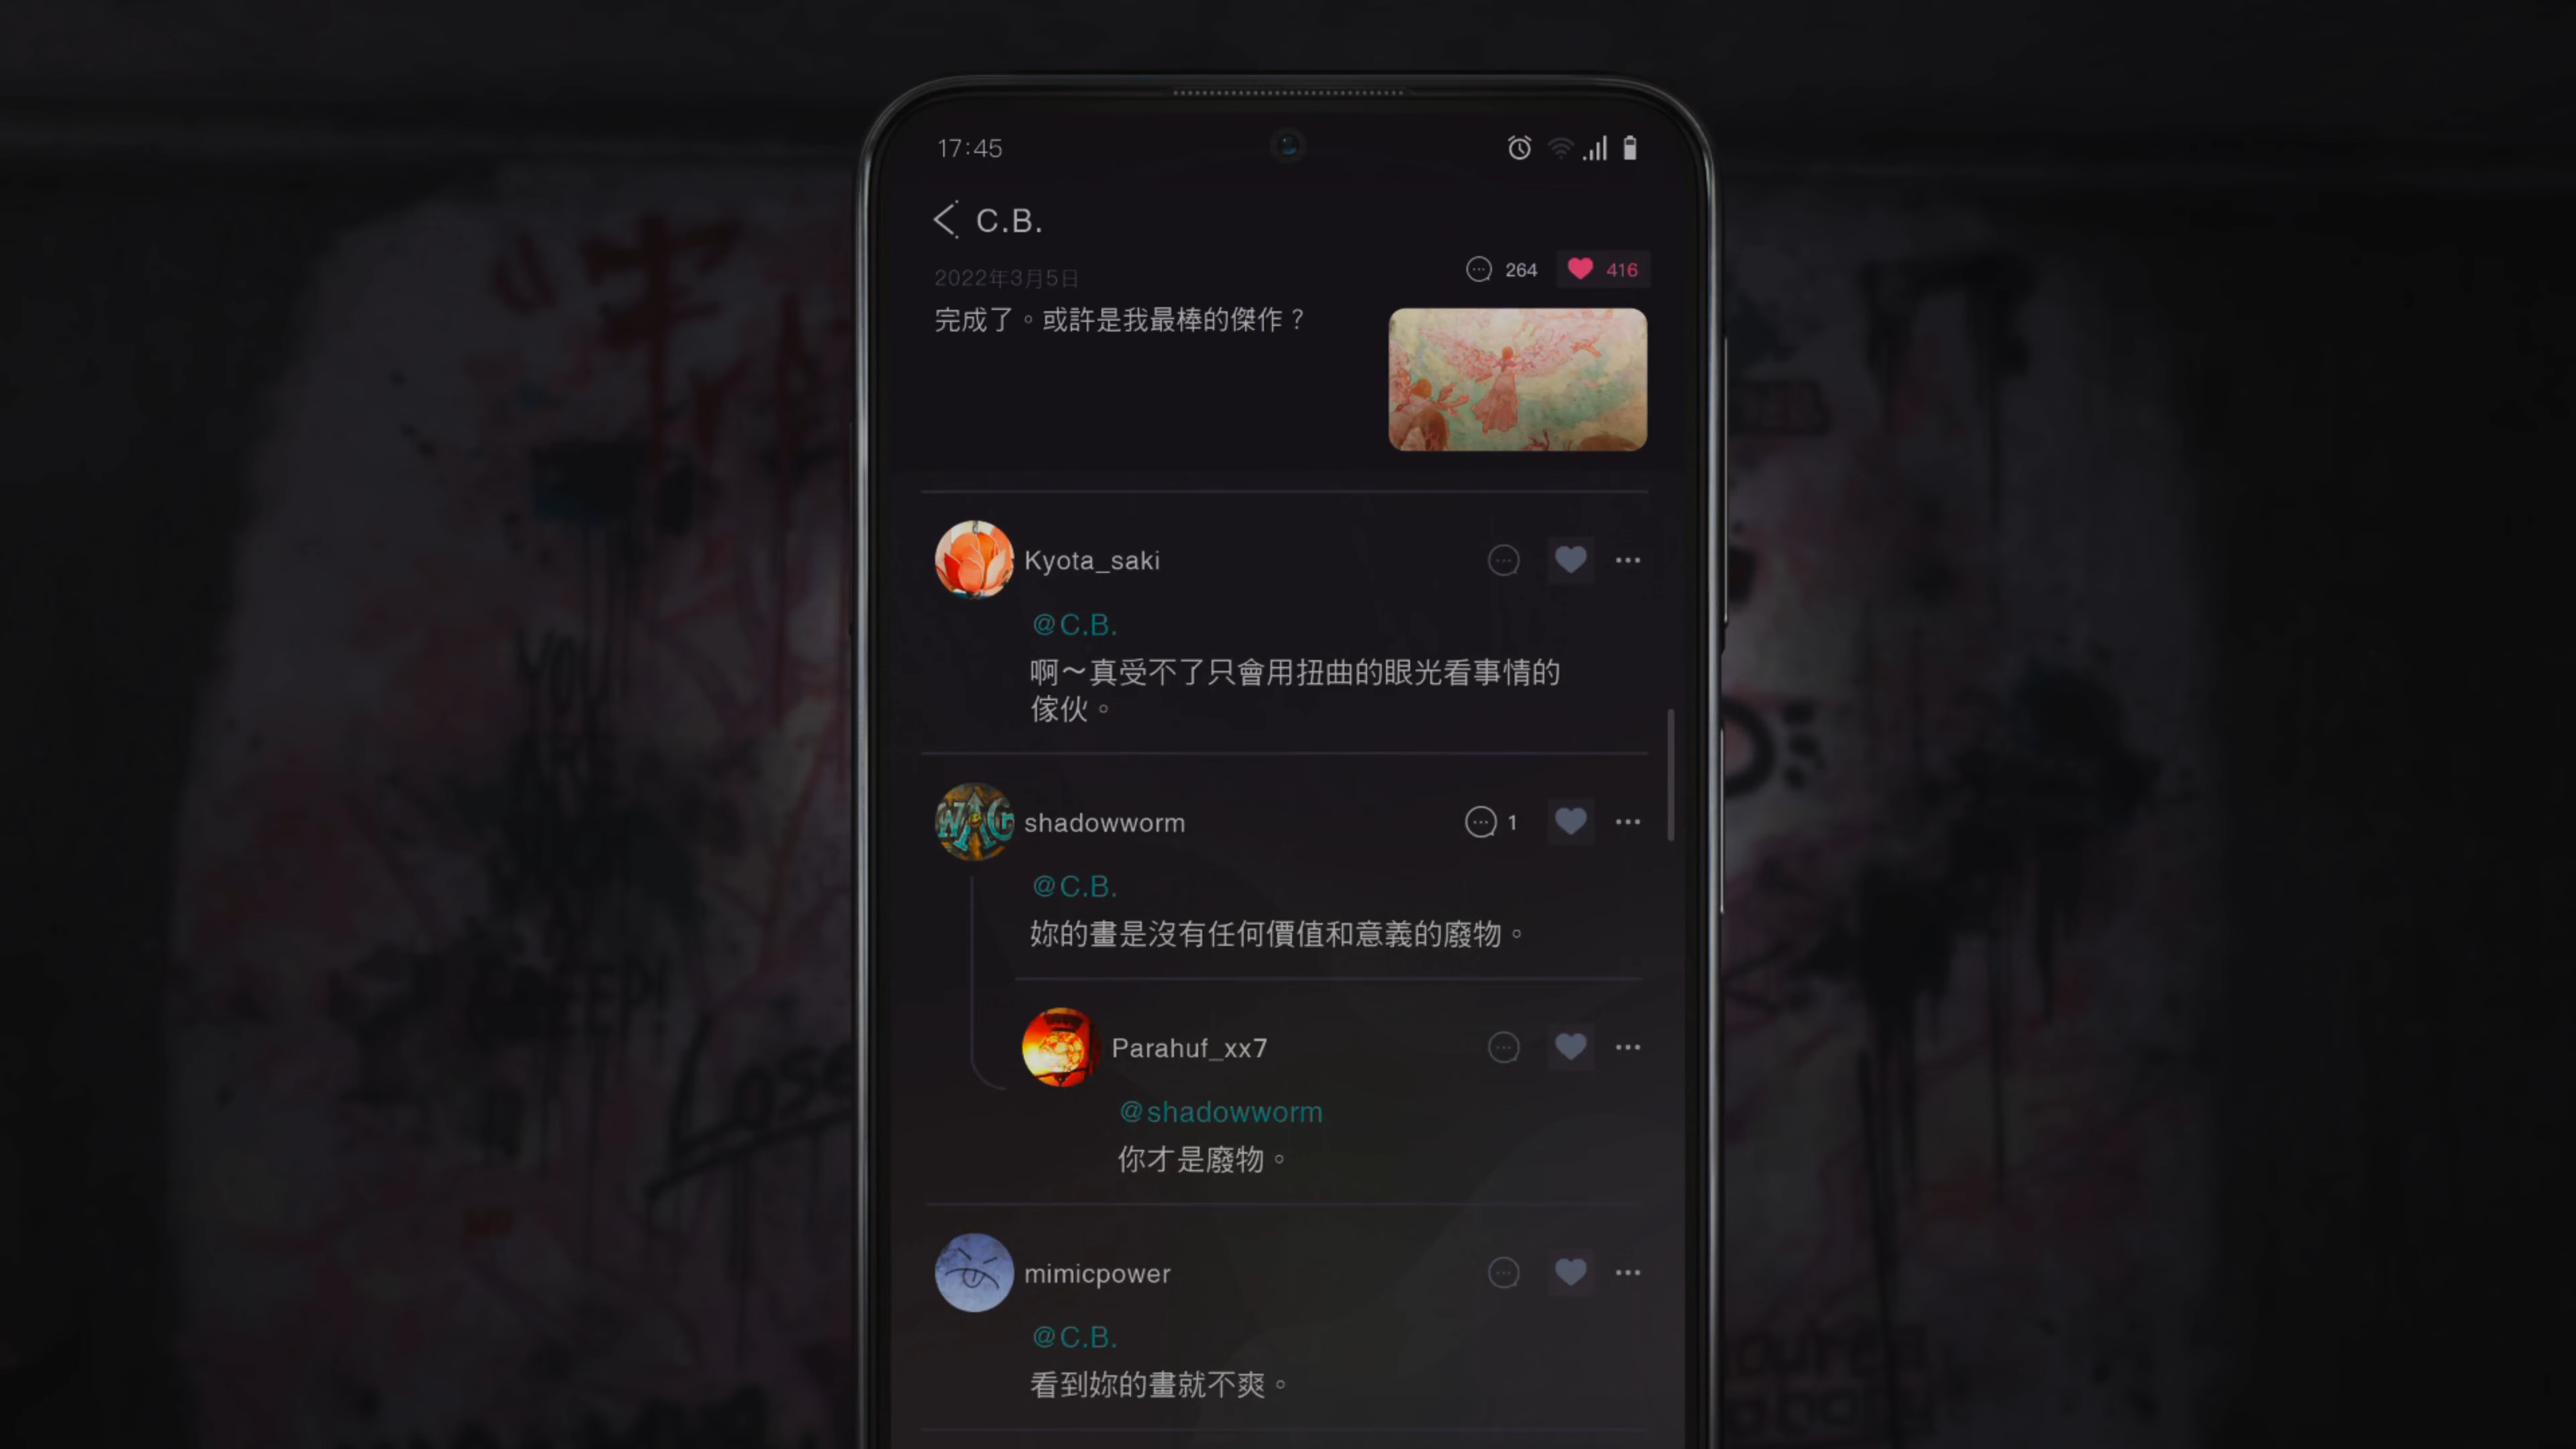 17:45
C.B.
2022年3月5日
264
416
完成了。或許是我最棒的傑作？
Kyota_saki
@C.B.
啊～真受不了只會用扭曲的眼光看事情的
傢伙。
shadowworm
1
@C.B.
妳的畫是沒有任何價值和意義的廢物。
Parahuf_xx7
@shadowworm
你才是廢物。
mimicpower
@C.B.
看到妳的畫就不爽。
YOU
ARE